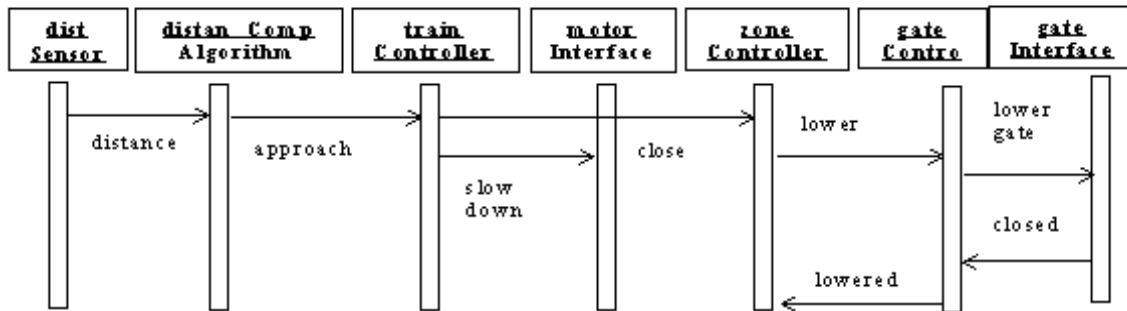 dist
Sensor
distan Comp
Algorithm
train
Controller
motor
Interface
zone
Controller
gate
Contro
gate
Interface
distance
approach
slow
down
close
lower
lower
gate
closed
lowered